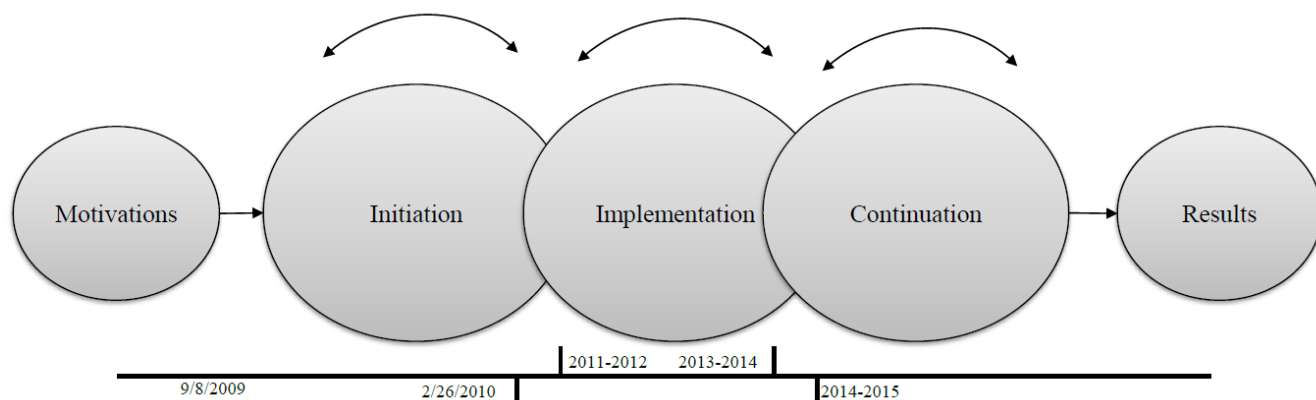 Motivations
Initiation
Implementation
Continuation
Results
2011-2012
2013-2014
9/8/2009
2/26/2010
2014-2015